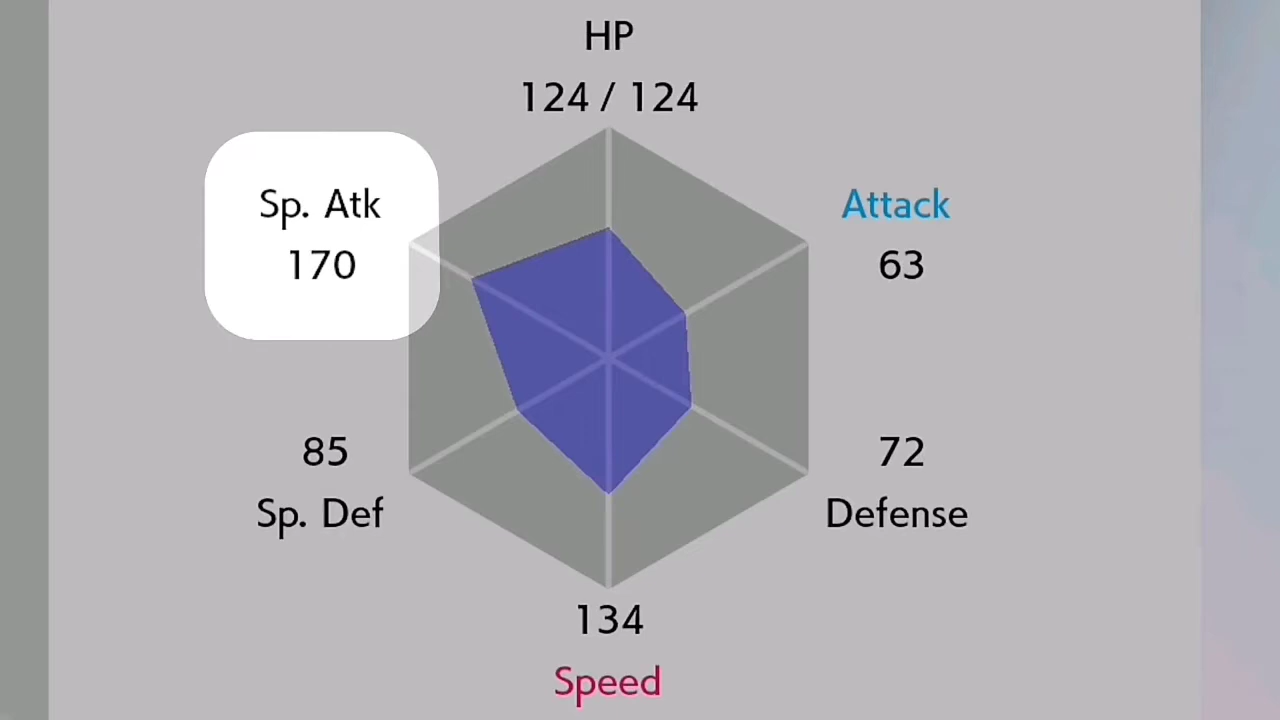 HP
124 / 124
Sp. Atk
170
Attack
63
85
Sp. Def
72
Defense
134
Speed